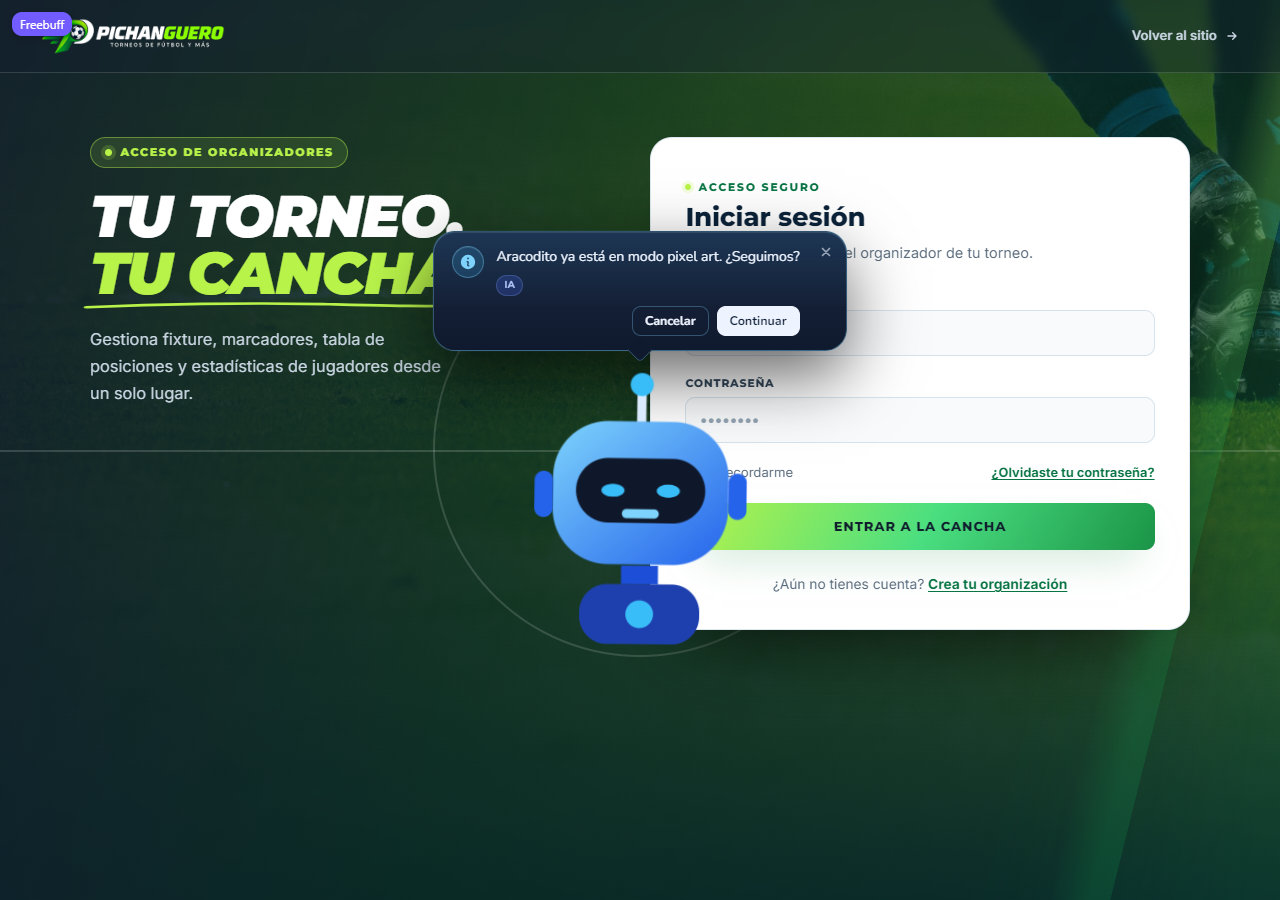 Freebuff
PICHANGUERO
TORNEOS DE FÚTBOL Y MÁS
Volver al sitio →
ACCESO DE ORGANIZADORES
TU TORNEO.
TU CANCHA
Gestiona fixture, marcadores, tabla de
posiciones y estadísticas de jugadores desde
un solo lugar.
ACCESO SEGURO
Iniciar sesión
el organizador de tu torneo.
Aracodito ya está en modo pixel art. ¿Seguimos?
IA
Cancelar
Continuar
CONTRASEÑA
••••••••
ecordarme
¿Olvidaste tu contraseña?
ENTRAR A LA CANCHA
¿Aún no tienes cuenta? Crea tu organización